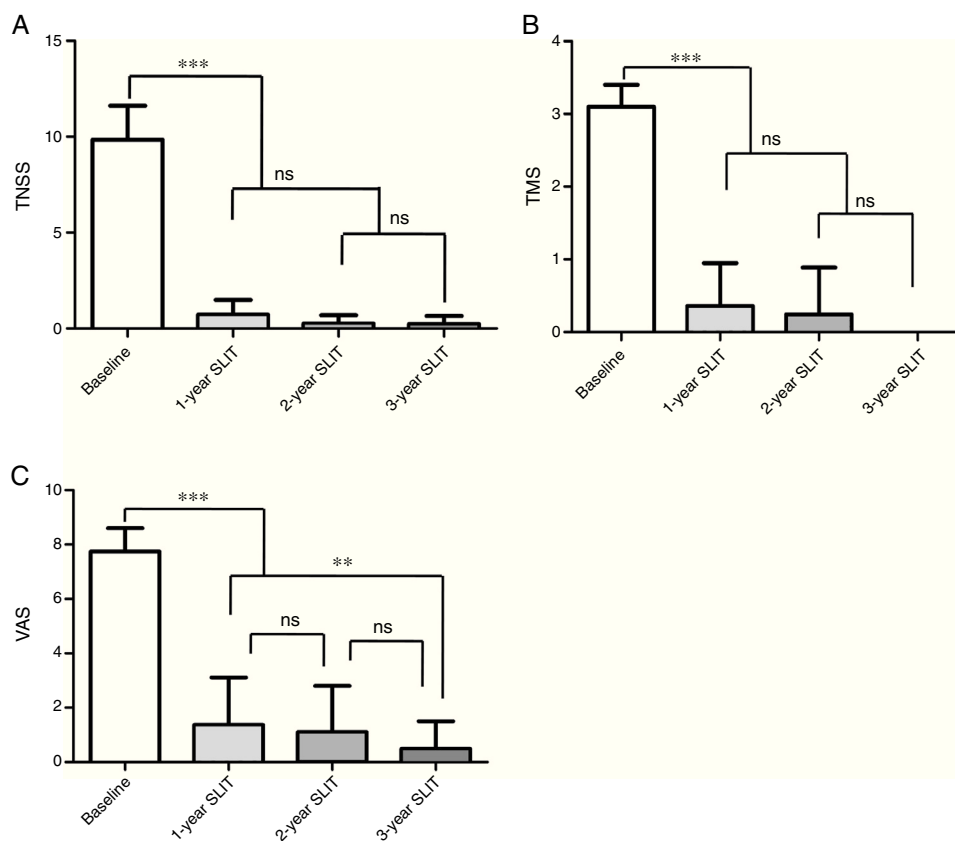 A
TNSS
15
10
5
0
***
ns
ns
Baseline
1-year SLIT
2-year SLIT
3-year SLIT
B
TMS
4
3
2
1
0
***
ns
ns
Baseline
1-year SLIT
2-year SLIT
3-year SLIT
C
VAS
10
8
6
4
2
0
***
**
ns
ns
Baseline
1-year SLIT
2-year SLIT
3-year SLIT